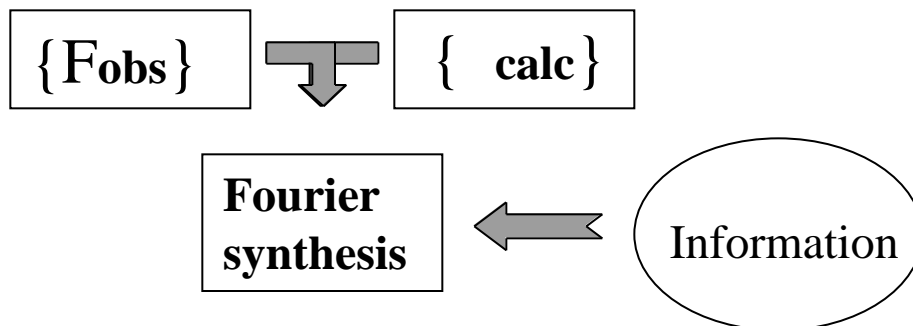 {Fobs}
{ calc}
Fourier
synthesis
Information